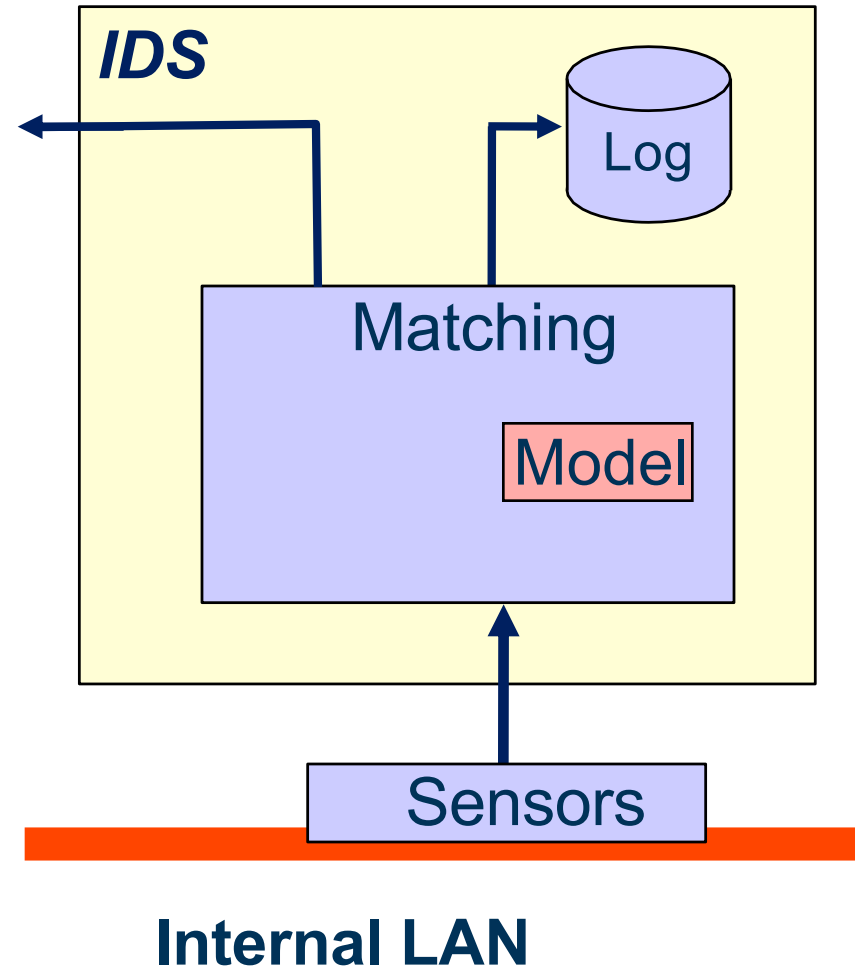 IDS
Log
Matching
Model
Sensors
Internal LAN